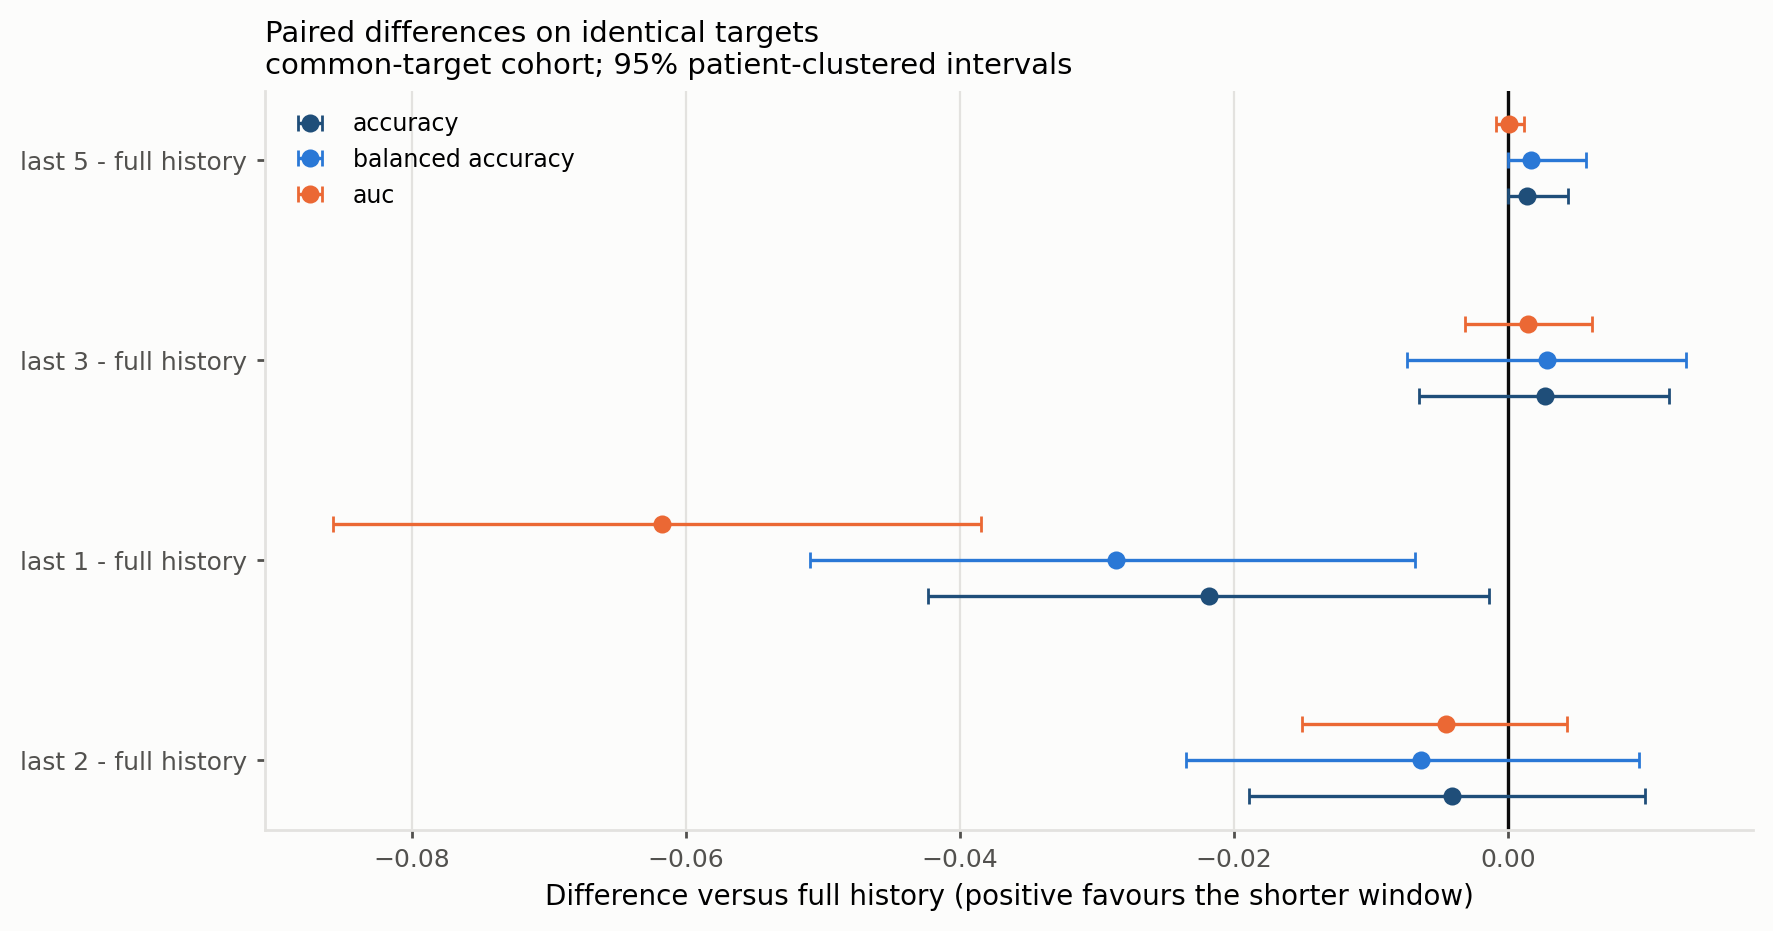 Paired differences on identical targets
common-target cohort; 95% patient-clustered intervals
accuracy
balanced accuracy
auc
last 5 - full history
last 3 - full history
last 1 - full history
last 2 - full history
−0.08
−0.06
−0.04
−0.02
0.00
Difference versus full history (positive favours the shorter window)